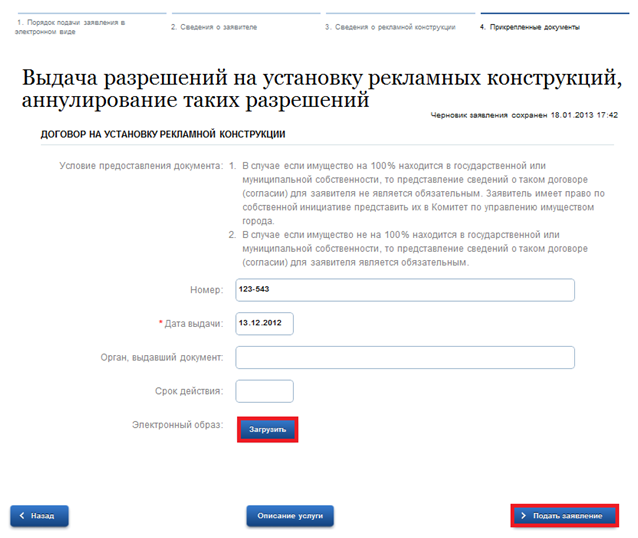 1. Порядок подачи заявления в
электронном виде
2. Сведения о заявителе
3. Сведения о рекламной конструкции
4. Прикрепленные документы
Выдача разрешений на установку рекламных конструкций,
аннулирование таких разрешений
Черновик заявления сохранен 18.01.2013 17:42
ДОГОВОР НА УСТАНОВКУ РЕКЛАМНОЙ КОНСТРУКЦИИ
Условие предоставления документа:
1. В случае если имущество на 100% находится в государственной или
муниципальной собственности, то представление сведений о таком договоре
(согласии) для заявителя не является обязательным. Заявитель имеет право по
собственной инициативе представить их в Комитет по управлению имуществом
города.
2. В случае если имущество не на 100% находится в государственной или
муниципальной собственности, то представление сведений о таком договоре
(согласии) для заявителя является обязательным.
Номер: 123-543
* Дата выдачи: 13.12.2012
Орган, выдавший документ:
Срок действия:
Электронный образ: Загрузить
Назад
Описание услуги
Подать заявление